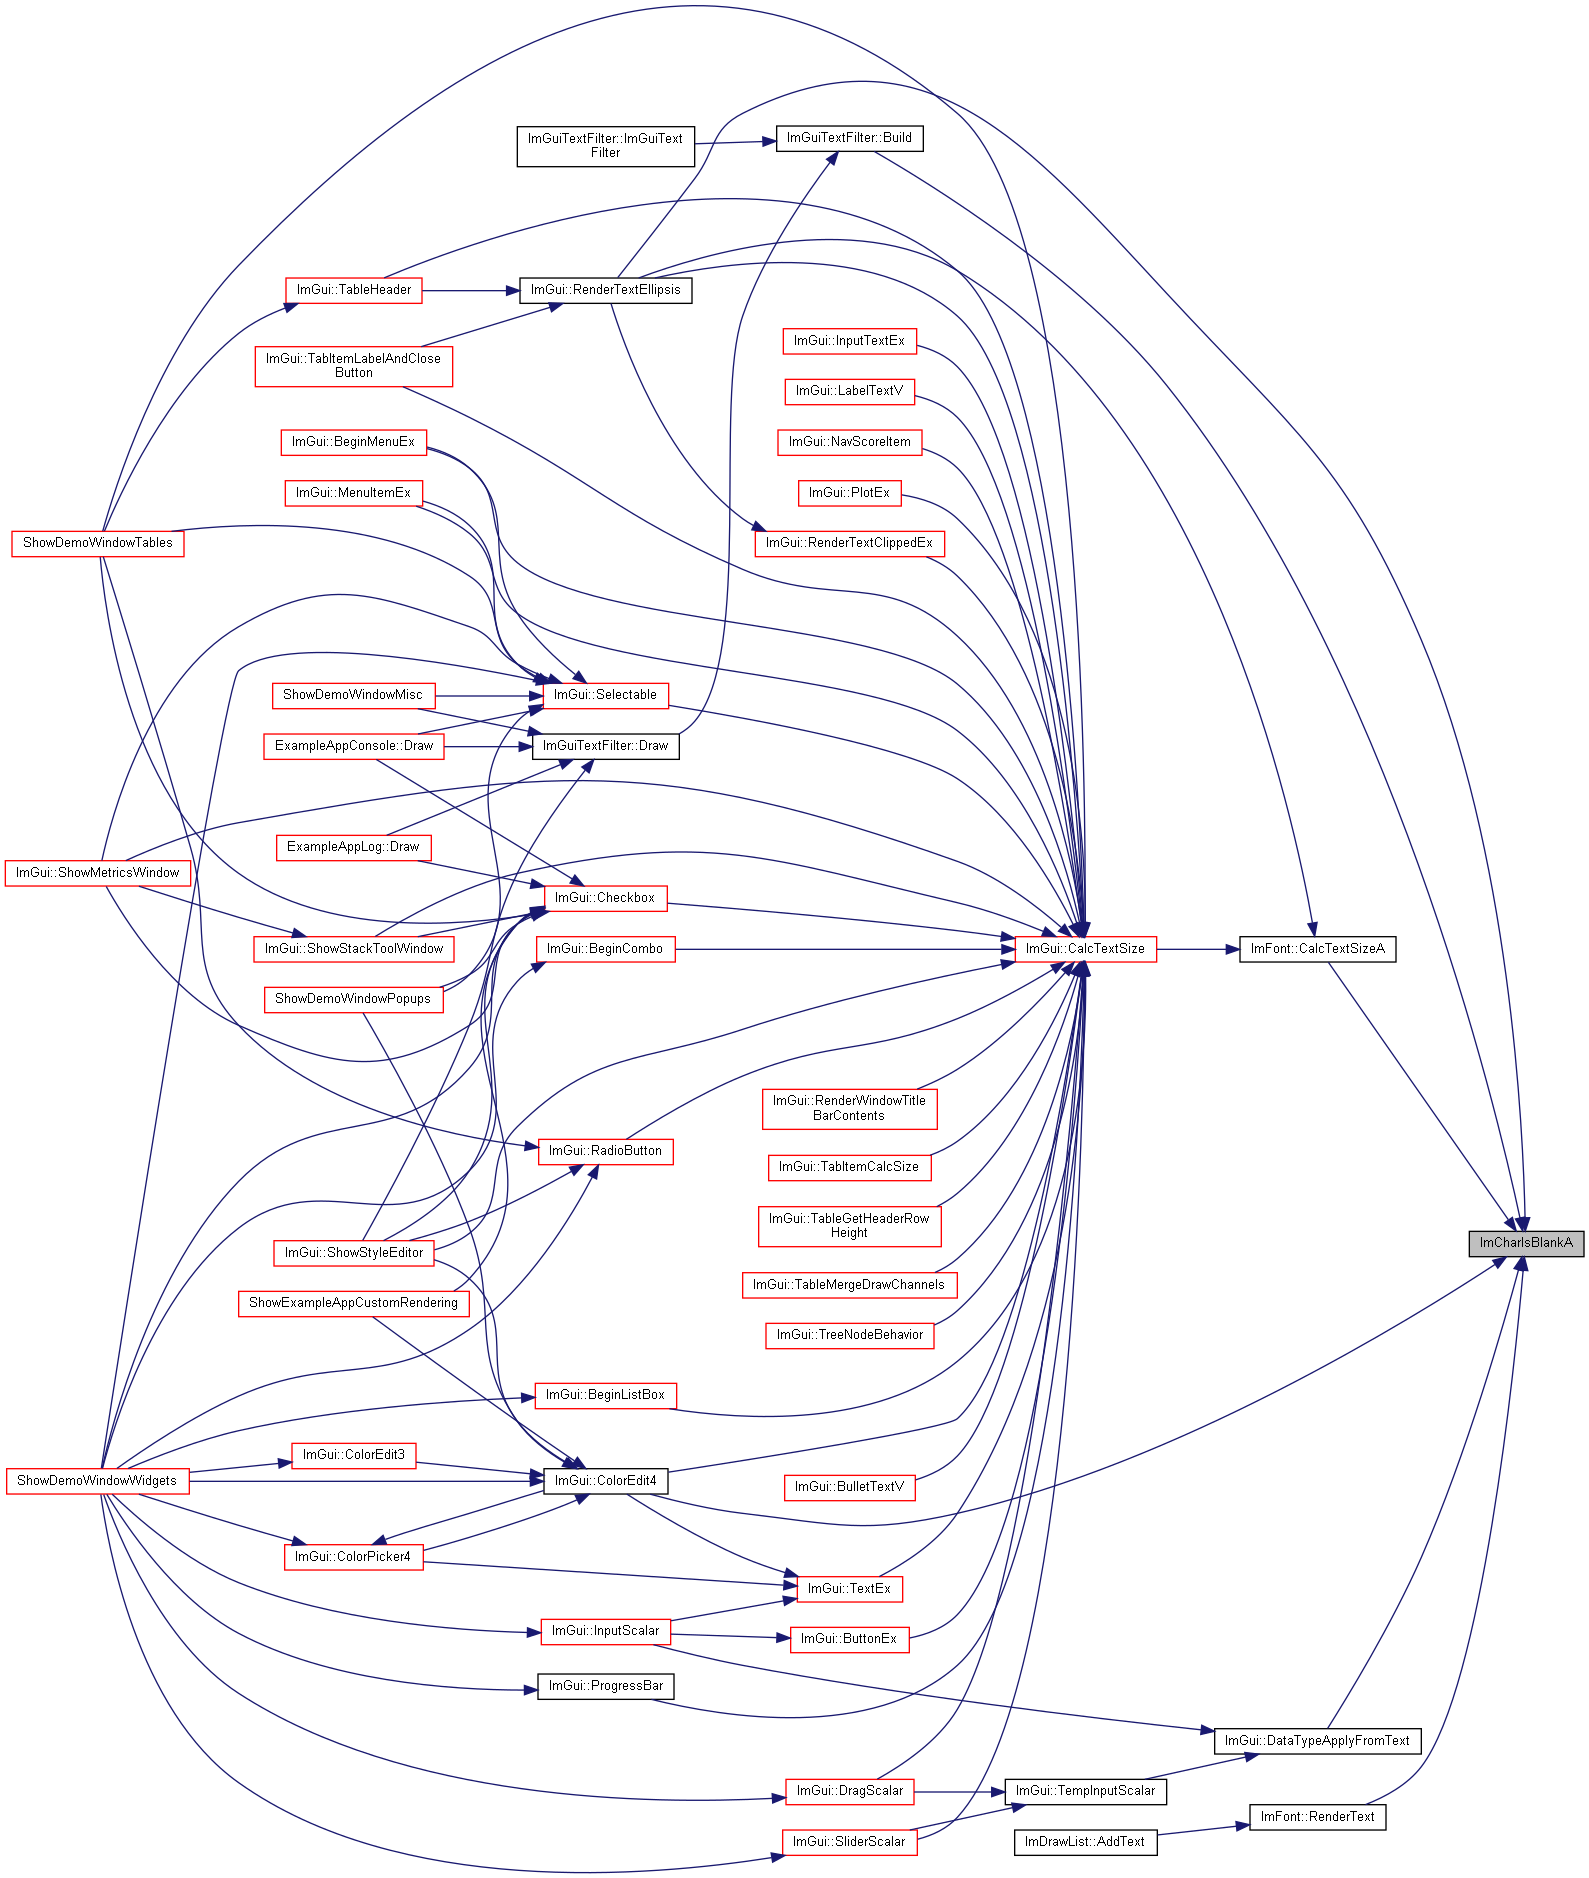 ImGuiTextFilter::Build
ImGuiTextFilter::ImGuiText
Filter
ImGui::TableHeader
ImGui::RenderTextEllipsis
ImGui::InputTextEx
ImGui::TabItemLabelAndClose
Button
ImGui::LabelTextV
ImGui::BeginMenuEx
ImGui::NavScoreItem
ImGui::MenuItemEx
ImGui::PlotEx
ShowDemoWindowTables
ImGui::RenderTextClippedEx
ShowDemoWindowMisc
ImGui::Selectable
ExampleAppConsole::Draw
ImGuiTextFilter::Draw
ExampleAppLog::Draw
ImGui::ShowMetricsWindow
ImGui::Checkbox
ImGui::ShowStackToolWindow
ImGui::BeginCombo
ImGui::CalcTextSize
ImFont::CalcTextSizeA
ShowDemoWindowPopups
ImGui::RenderWindowTitle
BarContents
ImGui::RadioButton
ImGui::TabItemCalcSize
ImGui::TableGetHeaderRow
Height
ImCharIsBlankA
ImGui::ShowStyleEditor
ImGui::TableMergeDrawChannels
ShowExampleAppCustomRendering
ImGui::TreeNodeBehavior
ImGui::BeginListBox
ImGui::ColorEdit3
ShowDemoWindowWidgets
ImGui::ColorEdit4
ImGui::BulletTextV
ImGui::ColorPicker4
ImGui::TextEx
ImGui::InputScalar
ImGui::ButtonEx
ImGui::ProgressBar
ImGui::DataTypeApplyFromText
ImGui::DragScalar
ImGui::TempInputScalar
ImFont::RenderText
ImGui::SliderScalar
ImDrawList::AddText